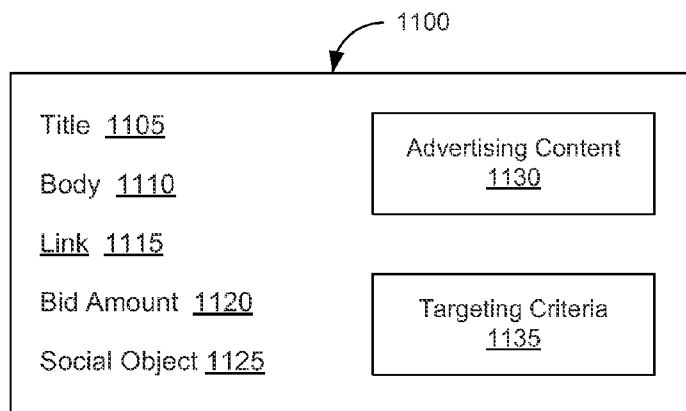 1100
Title 1105
Body 1110
Link 1115
Bid Amount 1120
Social Object 1125
Advertising Content
1130
Targeting Criteria
1135